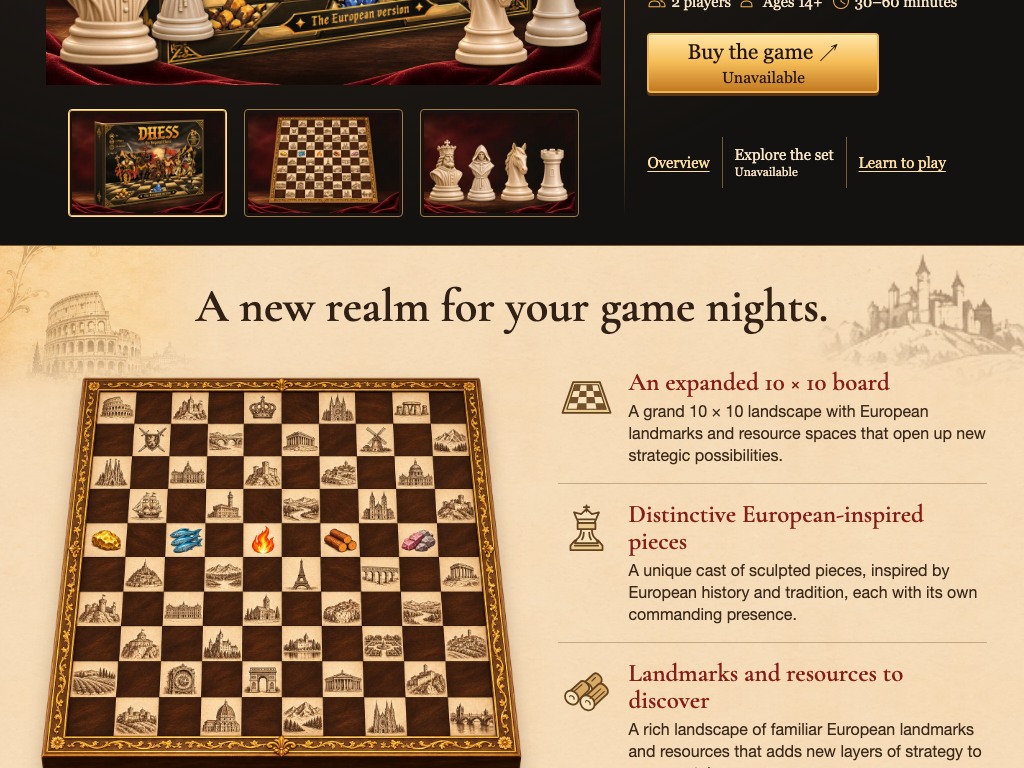 The European version
2 players Ages 14+ 30–60 minutes
Buy the game
Unavailable
DHESS
Overview
Explore the set
Unavailable
Learn to play
A new realm for your game nights.
An expanded 10 × 10 board
A grand 10 × 10 landscape with European
landmarks and resource spaces that open up new
strategic possibilities.
Distinctive European-inspired
pieces
A unique cast of sculpted pieces, inspired by
European history and tradition, each with its own
commanding presence.
Landmarks and resources to
discover
A rich landscape of familiar European landmarks
and resources that adds new layers of strategy to